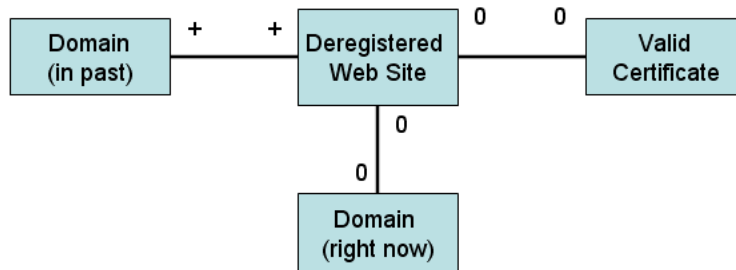 Domain
(in past)
+ +
Deregistered
Web Site
0 0
Valid
Certificate
0
0
Domain
(right now)